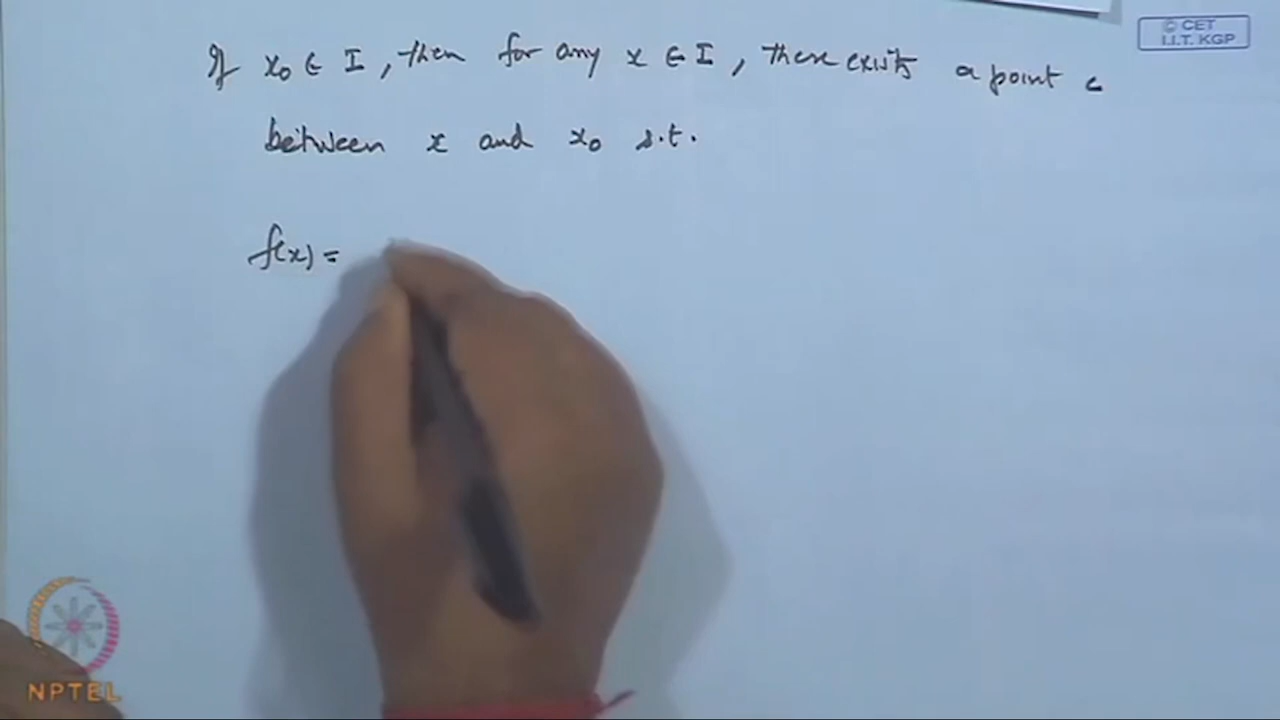 If x₀ ∈ I, then for any x ∈ I, there exists a point c
© CET
I.I.T. KGP
between x and x₀ s.t.
f(x) =
NPTEL